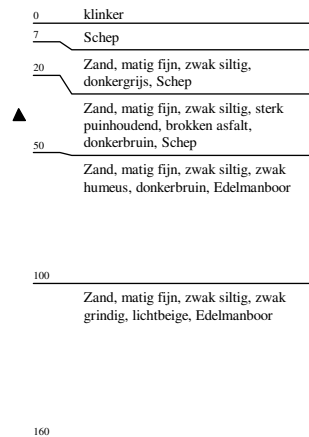 0 klinker
7 Schep
20 Zand, matig fijn, zwak siltig,
donkergrijs, Schep
Zand, matig fijn, zwak siltig, sterk
puinhoudend, brokken asfalt,
donkerbruin, Schep
50
Zand, matig fijn, zwak siltig, zwak
humeus, donkerbruin, Edelmanboor
100
Zand, matig fijn, zwak siltig, zwak
grindig, lichtbeige, Edelmanboor
160